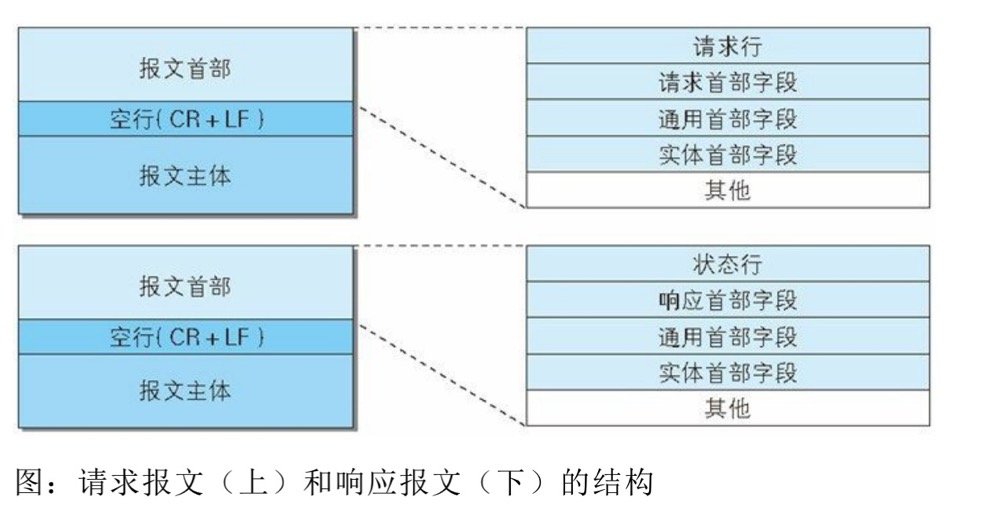 报文首部
空行(CR+LF)
报文主体
请求行
请求首部字段
通用首部字段
实体首部字段
其他
报文首部
空行(CR+LF)
报文主体
状态行
响应首部字段
通用首部字段
实体首部字段
其他
图：请求报文（上）和响应报文（下）的结构